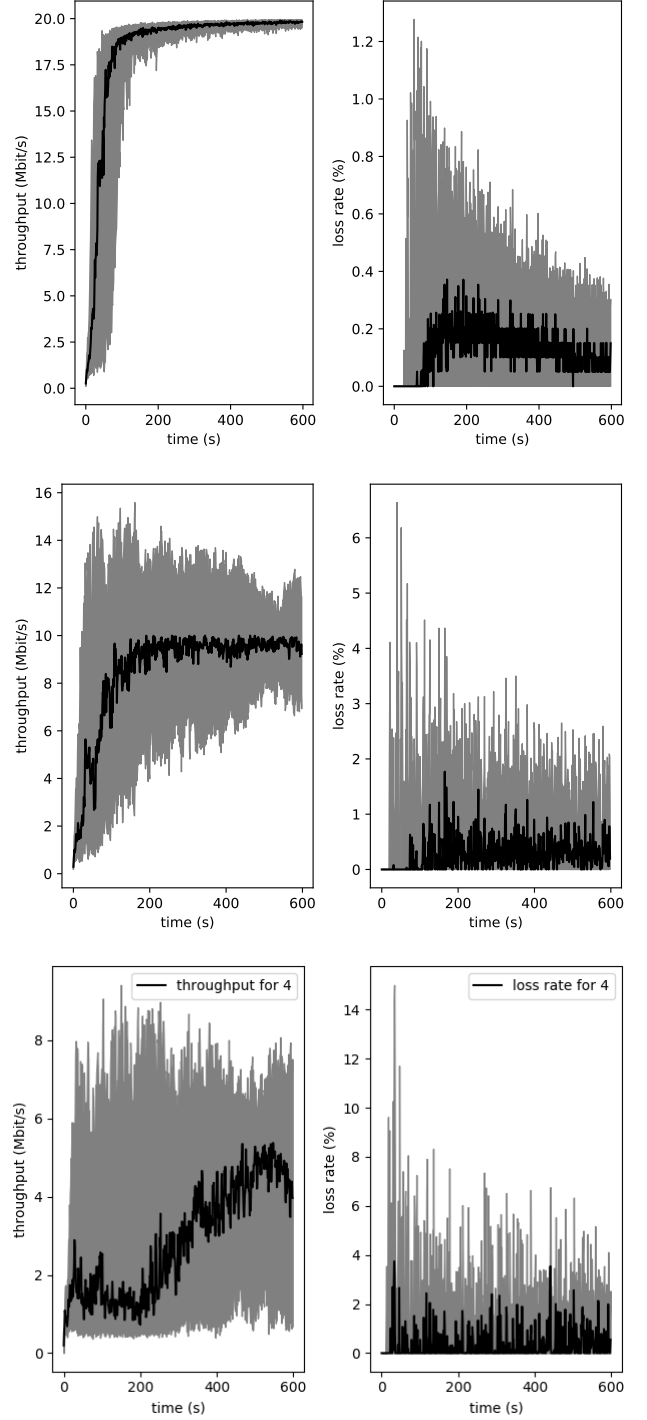 20.0
17.5
15.0
12.5
10.0
7.5
5.0
2.5
0.0
throughput (Mbit/s)
0 200 400 600
time (s)
1.2
1.0
0.8
0.6
0.4
0.2
0.0
loss rate (%)
0 200 400 600
time (s)
16
14
12
10
8
6
4
2
0
throughput (Mbit/s)
0 200 400 600
time (s)
6
5
4
3
2
1
0
loss rate (%)
0 200 400 600
time (s)
throughput for 4
8
6
4
2
0
throughput (Mbit/s)
0 200 400 600
time (s)
loss rate for 4
14
12
10
8
6
4
2
0
loss rate (%)
0 200 400 600
time (s)